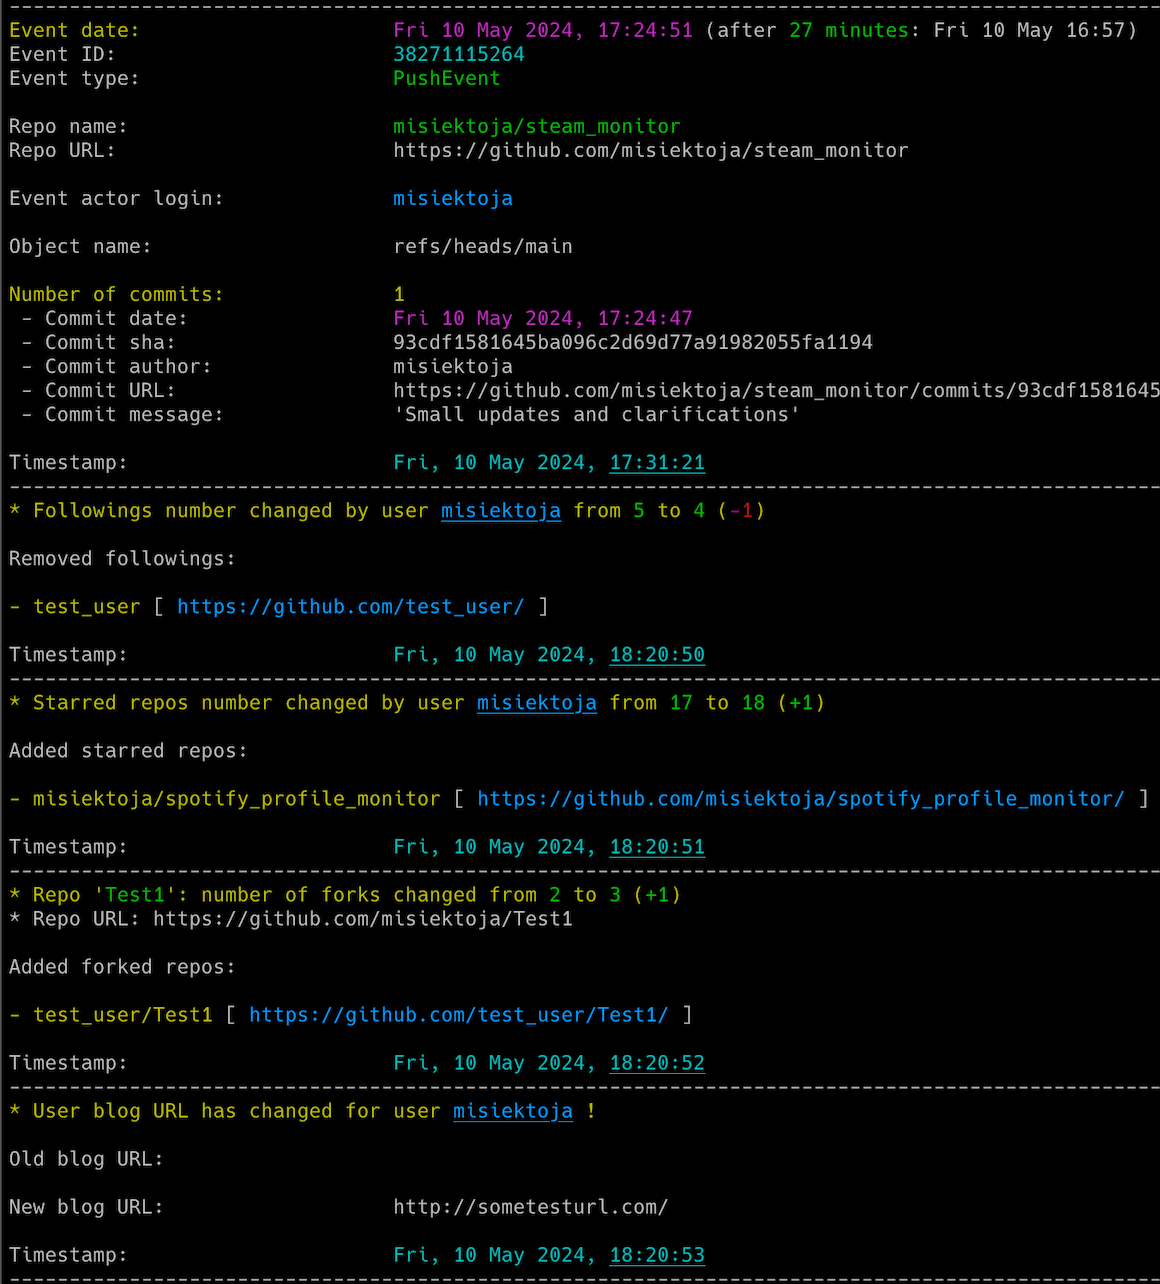 Event date: Fri 10 May 2024, 17:24:51 (after 27 minutes: Fri 10 May 16:57)
Event ID: 38271115264
Event type: PushEvent
Repo name: misiektoja/steam_monitor
Repo URL: https://github.com/misiektoja/steam_monitor
Event actor login: misiektoja
Object name: refs/heads/main
Number of commits: 1
- Commit date: Fri 10 May 2024, 17:24:47
- Commit sha: 93cdf1581645ba096c2d69d77a91982055fa1194
- Commit author: misiektoja
- Commit URL: https://github.com/misiektoja/steam_monitor/commits/93cdf1581645
- Commit message: 'Small updates and clarifications'
Timestamp: Fri, 10 May 2024, 17:31:21
* Followings number changed by user misiektoja from 5 to 4 (-1)
Removed followings:
- test_user [ https://github.com/test_user/ ]
Timestamp: Fri, 10 May 2024, 18:20:50
* Starred repos number changed by user misiektoja from 17 to 18 (+1)
Added starred repos:
- misiektoja/spotify_profile_monitor [ https://github.com/misiektoja/spotify_profile_monitor/ ]
Timestamp: Fri, 10 May 2024, 18:20:51
* Repo 'Test1': number of forks changed from 2 to 3 (+1)
* Repo URL: https://github.com/misiektoja/Test1
Added forked repos:
- test_user/Test1 [ https://github.com/test_user/Test1/ ]
Timestamp: Fri, 10 May 2024, 18:20:52
* User blog URL has changed for user misiektoja !
Old blog URL:
New blog URL: http://sometesturl.com/
Timestamp: Fri, 10 May 2024, 18:20:53